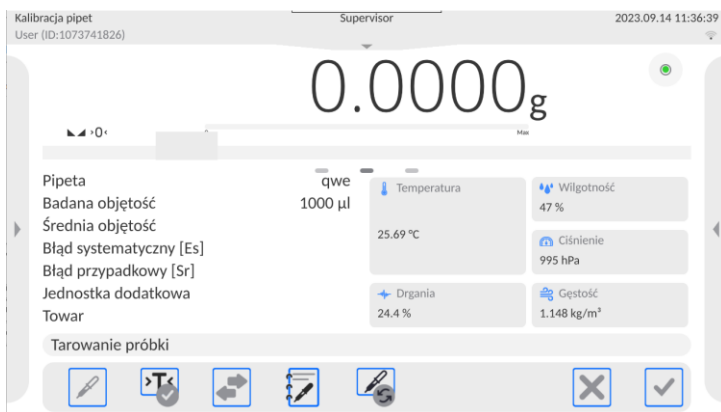 Kalibracja pipet
Supervisor
2023.09.14 11:36:39
User (ID:1073741826)
0.0000g
›0‹
0
Max
Pipeta qwe
Badana objętość 1000 µl
Średnia objętość
Błąd systematyczny [Es]
Błąd przypadkowy [Sr]
Jednostka dodatkowa
Towar
Temperatura
25.69 °C
Wilgotność
47 %
Ciśnienie
995 hPa
Drgania
24.4 %
Gęstość
1.148 kg/m³
Tarowanie próbki
›T‹